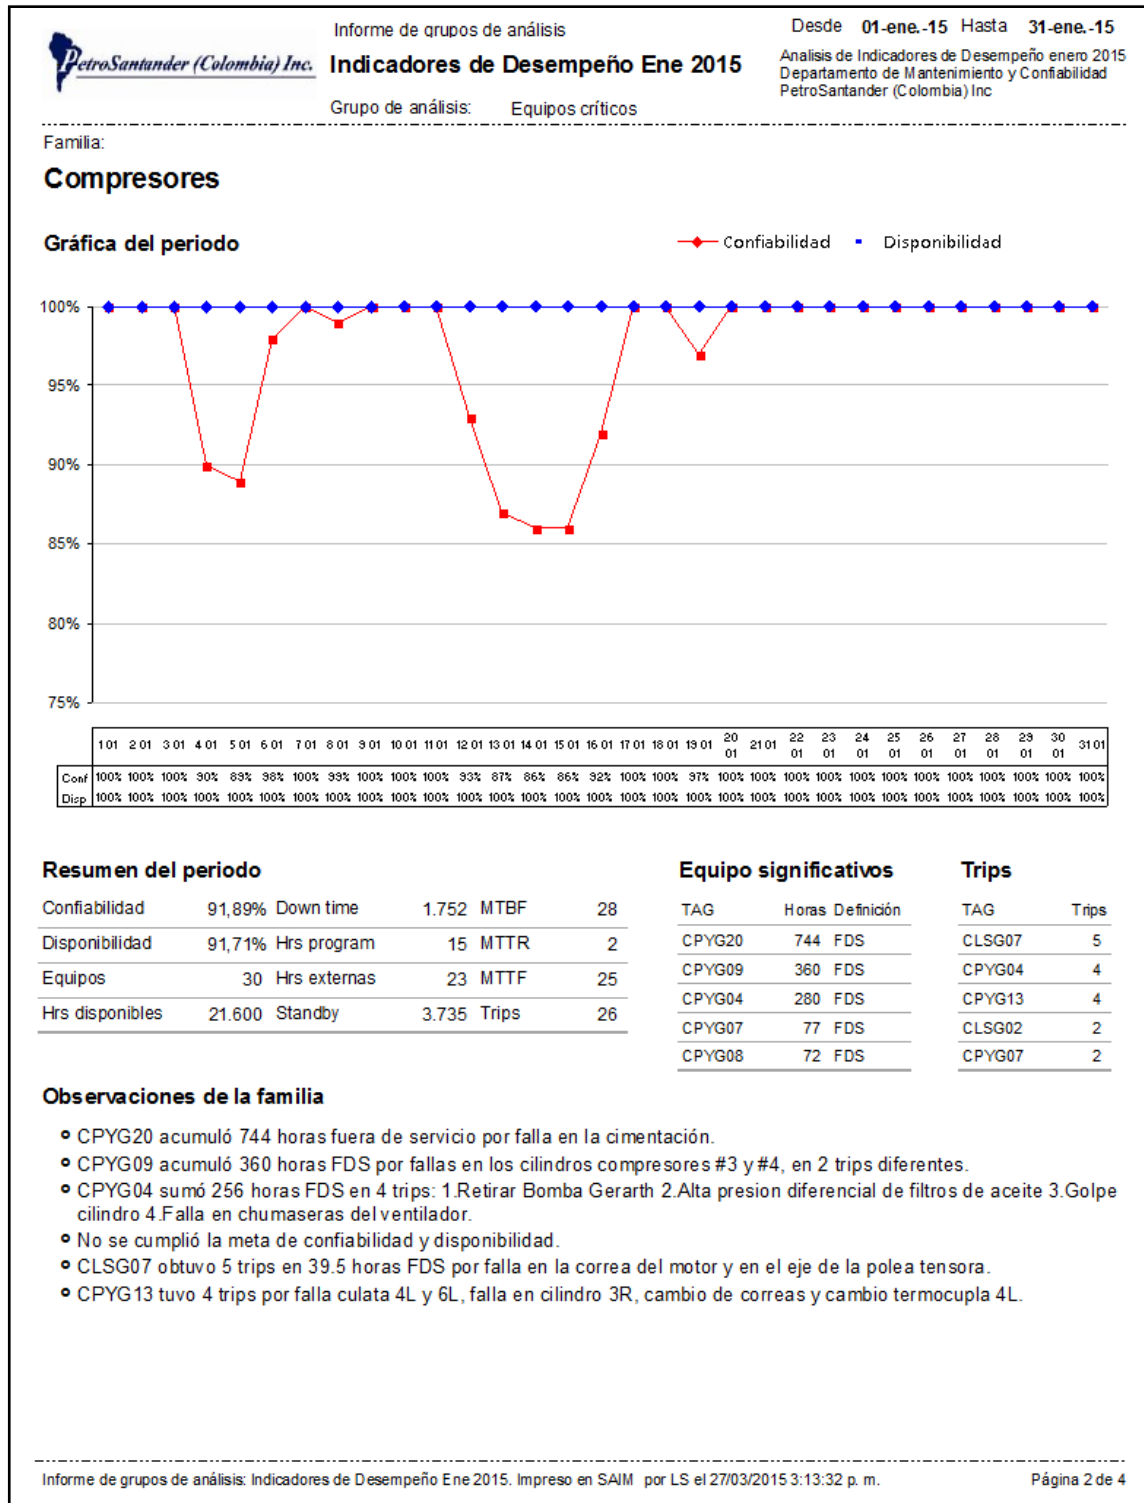 PetroSantander (Colombia) Inc.
Informe de grupos de análisis
Indicadores de Desempeño Ene 2015
Grupo de análisis: Equipos críticos
Desde 01-ene.-15 Hasta 31-ene.-15
Analisis de Indicadores de Desempeño enero 2015
Departamento de Mantenimiento y Confiabilidad
PetroSantander (Colombia) Inc
Familia:
Compresores
Gráfica del periodo
Confiabilidad Disponibilidad
100%
95%
90%
85%
80%
75%
1 01 2 01 3 01 4 01 5 01 6 01 7 01 8 01 9 01 10 01 11 01 12 01 13 01 14 01 15 01 16 01 17 01 18 01 19 01 20 01 21 01 22 01 23 01 24 01 25 01 26 01 27 01 28 01 29 01 30 01 31 01
Conf 100% 100% 100% 90% 89% 98% 100% 99% 100% 100% 100% 93% 87% 86% 86% 92% 100% 100% 97% 100% 100% 100% 100% 100% 100% 100% 100% 100% 100% 100% 100%
Disp 100% 100% 100% 100% 100% 100% 100% 100% 100% 100% 100% 100% 100% 100% 100% 100% 100% 100% 100% 100% 100% 100% 100% 100% 100% 100% 100% 100% 100% 100% 100%
Resumen del periodo
Confiabilidad 91,89% Down time 1.752 MTBF 28
Disponibilidad 91,71% Hrs program 15 MTTR 2
Equipos 30 Hrs externas 23 MTTF 25
Hrs disponibles 21.600 Standby 3.735 Trips 26
Equipo significativos
TAG Horas Definición
CPYG20 744 FDS
CPYG09 360 FDS
CPYG04 280 FDS
CPYG07 77 FDS
CPYG08 72 FDS
Trips
TAG Trips
CLSG07 5
CPYG04 4
CPYG13 4
CLSG02 2
CPYG07 2
Observaciones de la familia
CPYG20 acumuló 744 horas fuera de servicio por falla en la cimentación.
CPYG09 acumuló 360 horas FDS por fallas en los cilindros compresores #3 y #4, en 2 trips diferentes.
CPYG04 sumó 256 horas FDS en 4 trips: 1.Retirar Bomba Gerarth 2.Alta presion diferencial de filtros de aceite 3.Golpe
cilindro 4.Falla en chumaseras del ventilador.
No se cumplió la meta de confiabilidad y disponibilidad.
CLSG07 obtuvo 5 trips en 39.5 horas FDS por falla en la correa del motor y en el eje de la polea tensora.
CPYG13 tuvo 4 trips por falla culata 4L y 6L, falla en cilindro 3R, cambio de correas y cambio termocupla 4L.
Informe de grupos de análisis: Indicadores de Desempeño Ene 2015. Impreso en SAIM por LS el 27/03/2015 3:13:32 p. m. Página 2 de 4